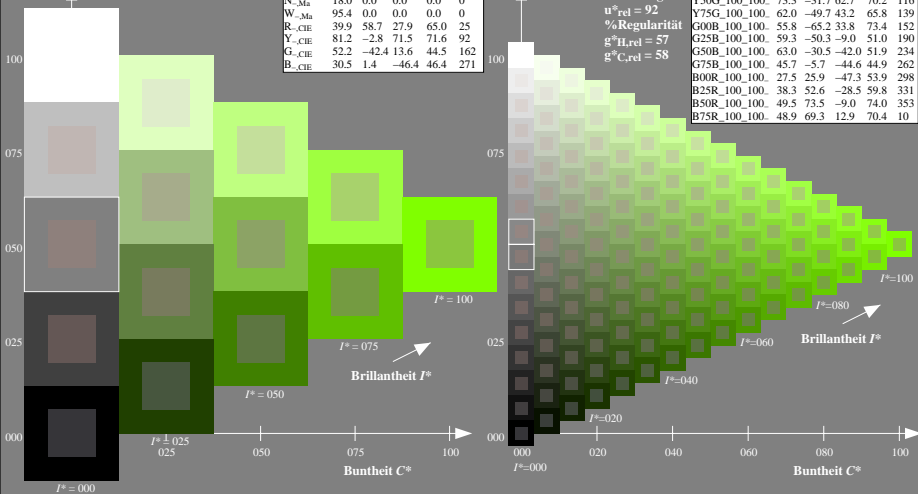 N–,Ma 18.0 0.0 0.0 0.0 0
W–,Ma 95.4 0.0 0.0 0.0 0
R–,CIE 39.9 58.7 27.9 65.0 25
Y–,CIE 81.2 −2.8 71.5 71.6 92
G–,CIE 52.2 −42.4 13.6 44.5 162
B–,CIE 30.5 1.4 −46.4 46.4 271
100
075
050
025
000
I* = 100
I* = 075
I* = 050
I* = 025
I* = 000
Brillantheit I*
025 050 075 100
Buntheit C*
u*rel = 92
%Regularität
g*H,rel = 57
g*C,rel = 58
Y50G_100_100– 73.3 −31.7 62.7 70.2 116
Y75G_100_100– 62.0 −49.7 43.2 65.8 139
G00B_100_100– 55.8 −65.2 33.8 73.4 152
G25B_100_100– 59.3 −50.3 −9.0 51.0 190
G50B_100_100– 63.0 −30.5 −42.0 51.9 234
G75B_100_100– 45.7 −5.7 −44.6 44.9 262
B00R_100_100– 27.5 25.9 −47.3 53.9 298
B25R_100_100– 38.3 52.6 −28.5 59.8 331
B50R_100_100– 49.5 73.5 −9.0 74.0 353
B75R_100_100– 48.9 69.3 12.9 70.4 10
100
075
050
025
000
I*=100
I*=080
I*=060
I*=040
I*=020
I*=000
Brillantheit I*
000 020 040 060 080 100
Buntheit C*